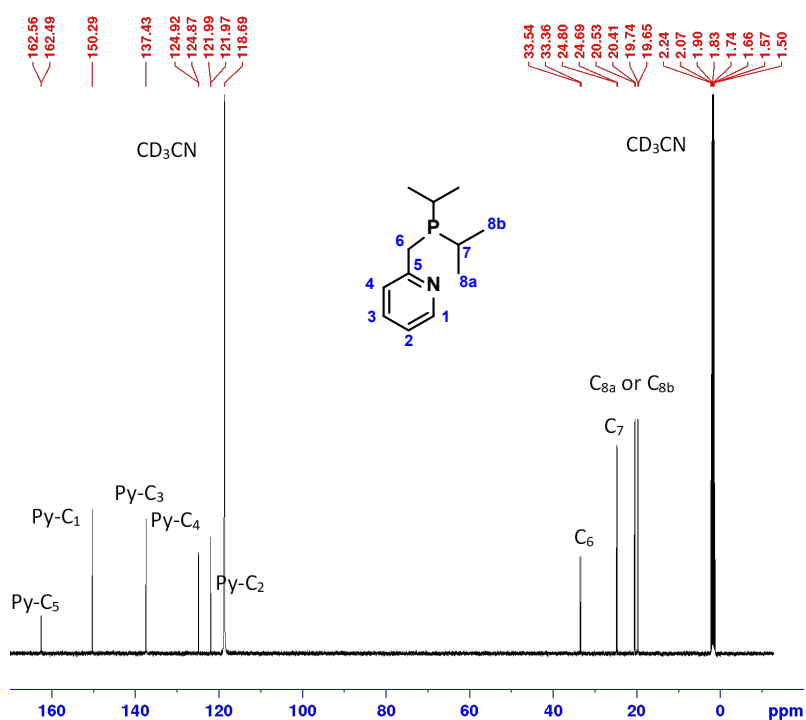 162.56
162.49
150.29
137.43
124.92
124.87
121.99
121.97
118.69
33.54
33.36
24.80
24.69
20.53
20.41
19.74
19.65
2.24
2.07
1.90
1.83
1.74
1.66
1.57
1.50
CD₃CN
CD₃CN
P
8b
6
7
5
8a
4
N
3
1
2
C₈ₐ or C₈b
C₇
Py-C₃
Py-C₁
Py-C₄
C₆
Py-C₂
Py-C₅
160 140 120 100 80 60 40 20 0 ppm